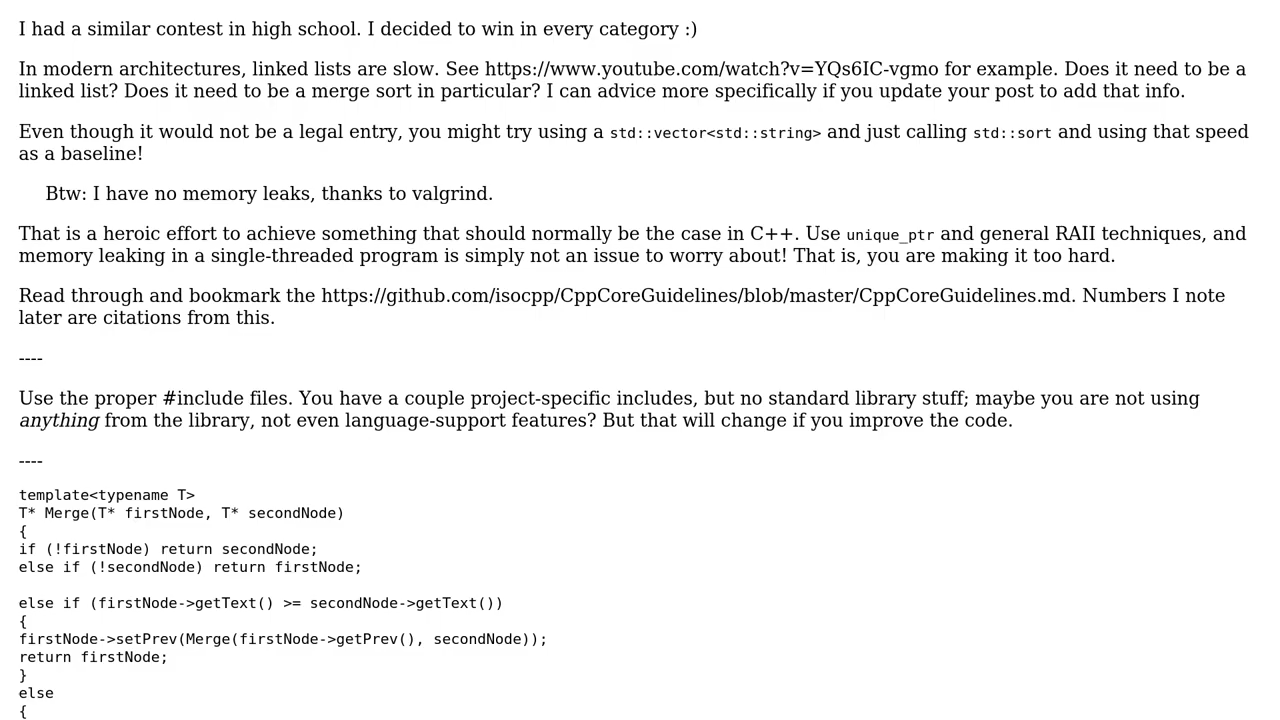 I had a similar contest in high school. I decided to win in every category :)
In modern architectures, linked lists are slow. See https://www.youtube.com/watch?v=YQs6IC-vgmo for example. Does it need to be a
linked list? Does it need to be a merge sort in particular? I can advice more specifically if you update your post to add that info.
Even though it would not be a legal entry, you might try using a std::vector<std::string> and just calling std::sort and using that speed
as a baseline!
Btw: I have no memory leaks, thanks to valgrind.
That is a heroic effort to achieve something that should normally be the case in C++. Use unique_ptr and general RAII techniques, and
memory leaking in a single-threaded program is simply not an issue to worry about! That is, you are making it too hard.
Read through and bookmark the https://github.com/isocpp/CppCoreGuidelines/blob/master/CppCoreGuidelines.md. Numbers I note
later are citations from this.
----
Use the proper #include files. You have a couple project-specific includes, but no standard library stuff; maybe you are not using
anything from the library, not even language-support features? But that will change if you improve the code.
----
template<typename T>
T* Merge(T* firstNode, T* secondNode)
{
if (!firstNode) return secondNode;
else if (!secondNode) return firstNode;
else if (firstNode->getText() >= secondNode->getText())
{
firstNode->setPrev(Merge(firstNode->getPrev(), secondNode));
return firstNode;
}
else
{